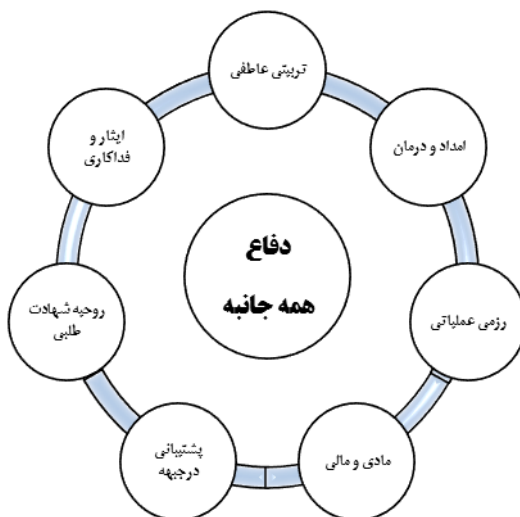 تربیتی عاطفی
امداد و درمان
رزمی عملیاتی
مادی و مالی
پشتیبانی
درجبهه
روحیه شهادت
طلبی
ایثار و
فداکاری
دفاع
همه جانبه